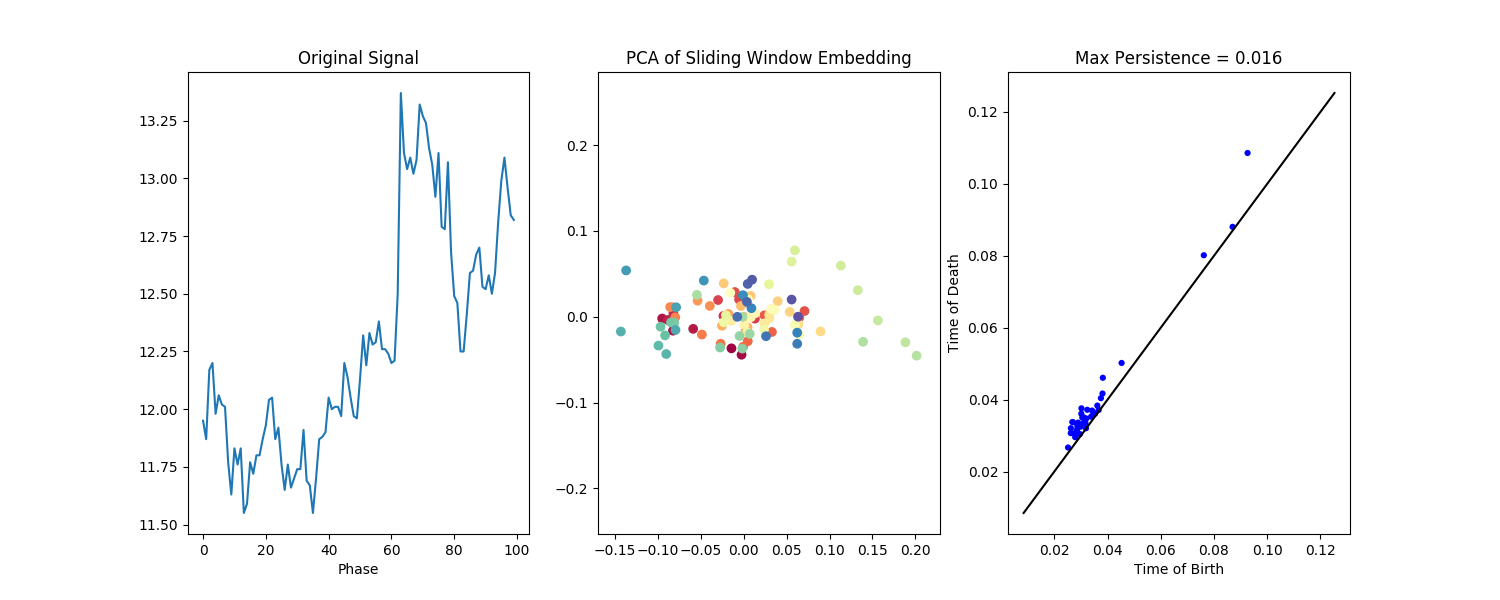 Original Signal
13.25
13.00
12.75
12.50
12.25
12.00
11.75
11.50
0 20 40 60 80 100
Phase
PCA of Sliding Window Embedding
0.2
0.1
0.0
−0.1
−0.2
−0.15 −0.10 −0.05 0.00 0.05 0.10 0.15 0.20
Max Persistence = 0.016
Time of Death
0.12
0.10
0.08
0.06
0.04
0.02
0.02 0.04 0.06 0.08 0.10 0.12
Time of Birth